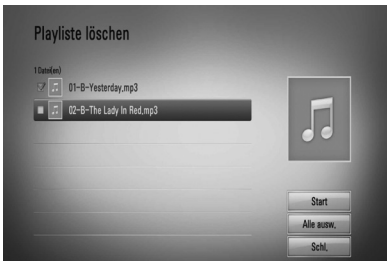 Playliste löschen
1 Datei(en)
01-B-Yesterday.mp3
02-B-The Lady In Red.mp3
Start
Alle ausw.
Schl.